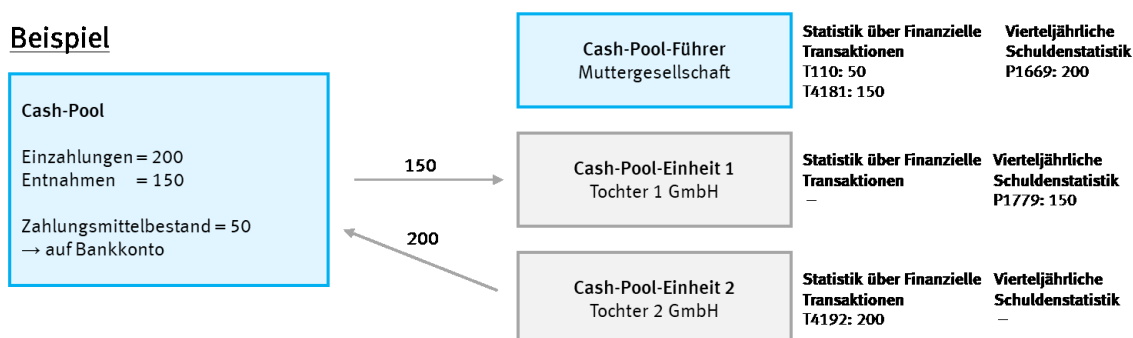 Beispiel
Cash-Pool
Einzahlungen = 200
Entnahmen = 150
Zahlungsmittelbestand = 50
→ auf Bankkonto
150
200
Cash-Pool-Führer
Muttergesellschaft
Statistik über Finanzielle
Transaktionen
T110: 50
T4181: 150
Vierteljährliche
Schuldenstatistik
P1669: 200
Cash-Pool-Einheit 1
Tochter 1 GmbH
Statistik über Finanzielle
Transaktionen
–
Vierteljährliche
Schuldenstatistik
P1779: 150
Cash-Pool-Einheit 2
Tochter 2 GmbH
Statistik über Finanzielle
Transaktionen
T4192: 200
Vierteljährliche
Schuldenstatistik
–